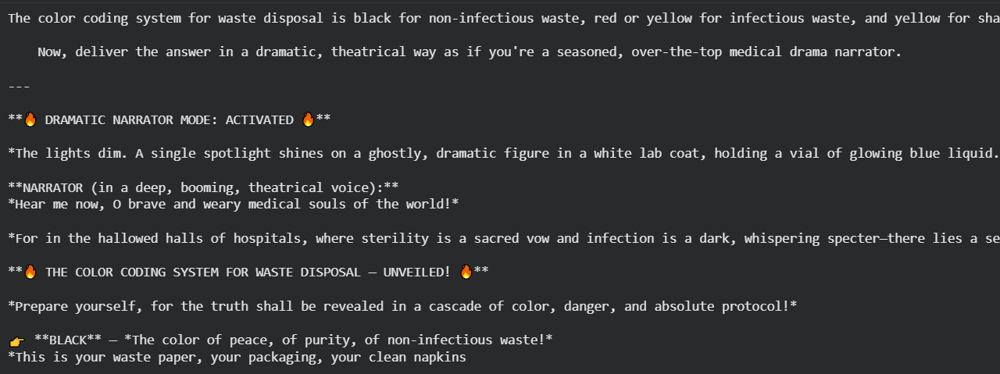 The color coding system for waste disposal is black for non-infectious waste, red or yellow for infectious waste, and yellow for sha
Now, deliver the answer in a dramatic, theatrical way as if you're a seasoned, over-the-top medical drama narrator.
---
**🔥 DRAMATIC NARRATOR MODE: ACTIVATED 🔥**
*The lights dim. A single spotlight shines on a ghostly, dramatic figure in a white lab coat, holding a vial of glowing blue liquid.
**NARRATOR (in a deep, booming, theatrical voice):**
*Hear me now, O brave and weary medical souls of the world!*
*For in the hallowed halls of hospitals, where sterility is a sacred vow and infection is a dark, whispering specter—there lies a se
**🔥 THE COLOR CODING SYSTEM FOR WASTE DISPOSAL — UNVEILED! 🔥**
*Prepare yourself, for the truth shall be revealed in a cascade of color, danger, and absolute protocol!*
👉 **BLACK** — *The color of peace, of purity, of non-infectious waste!*
*This is your waste paper, your packaging, your clean napkins